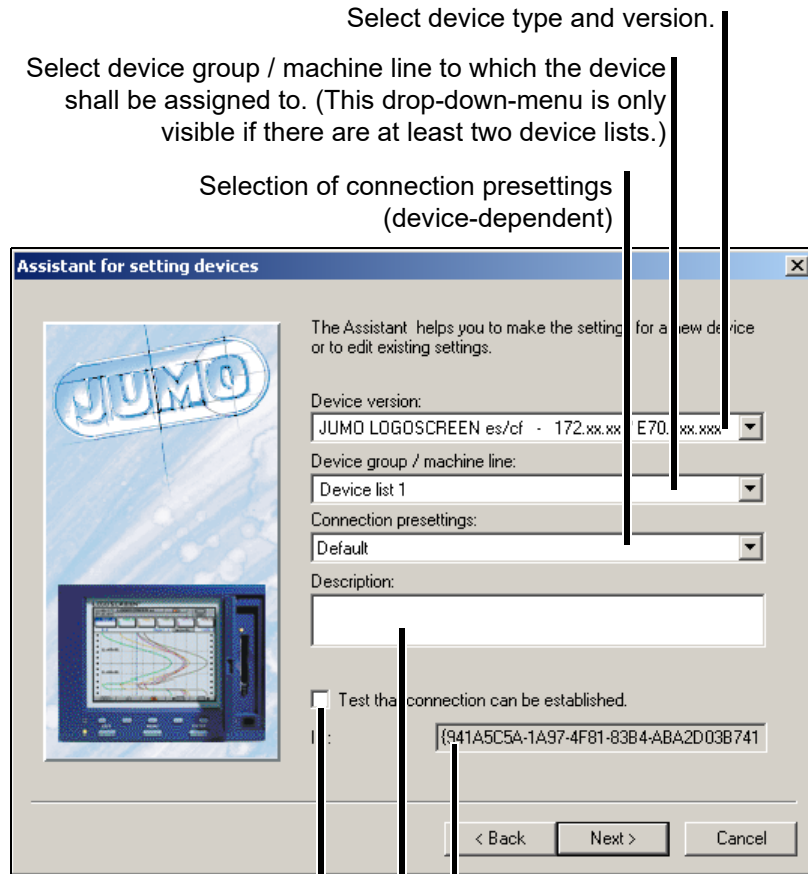 Select device type and version.
Select device group / machine line to which the device
shall be assigned to. (This drop-down-menu is only
visible if there are at least two device lists.)
Selection of connection presettings
(device-dependent)
Assistant for setting devices
JUMO
The Assistant helps you to make the setting for a new device
or to edit existing settings.
Device version:
JUMO LOGOSCREEN es/cf - 172.xx.xx / E70. xx.xxx
Device group / machine line:
Device list 1
Connection presettings:
Default
Description:
Test that connection can be established.
{941A5C5A-1A97-4F81-83B4-ABA2D03B741
< Back
Next >
Cancel